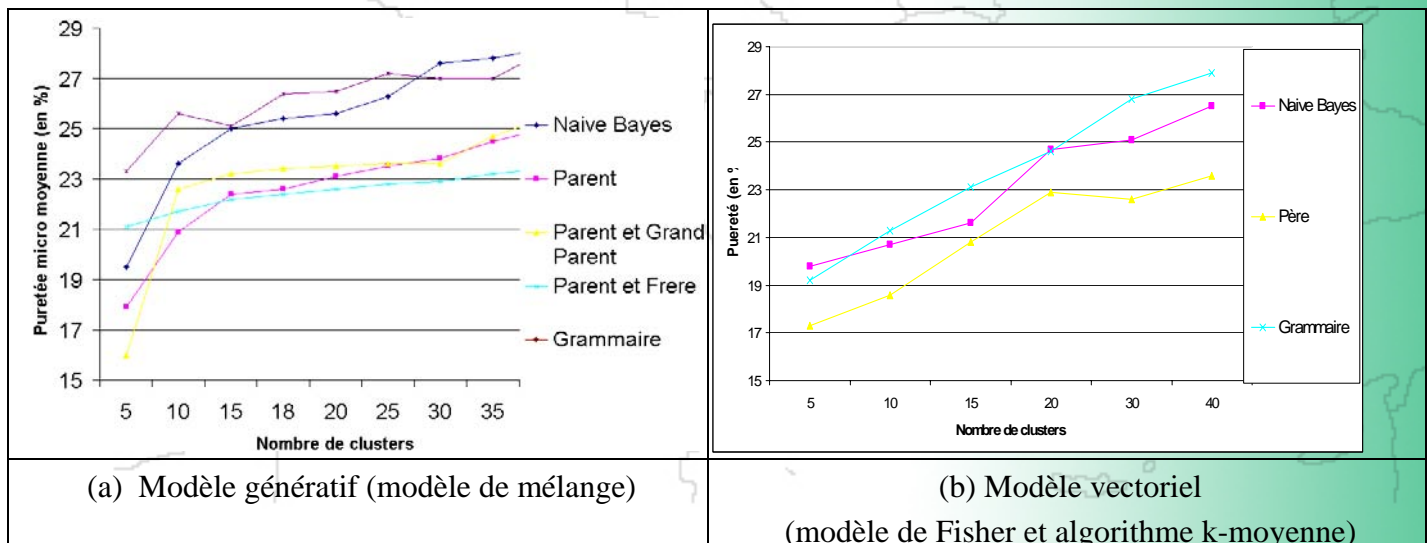 29
27
25
23
21
19
17
15
Puretée micro moyenne (en %)
5 10 15 18 20 25 30 35
Nombre de clusters
Naive Bayes
Parent
Parent et Grand
Parent
Parent et Frere
Grammaire
(a) Modèle génératif (modèle de mélange)
29
27
25
23
21
19
17
15
Puereté (en %
5 10 15 20 30 40
Nombre de clusters
Naive Bayes
Père
Grammaire
(b) Modèle vectoriel
(modèle de Fisher et algorithme k-moyenne)